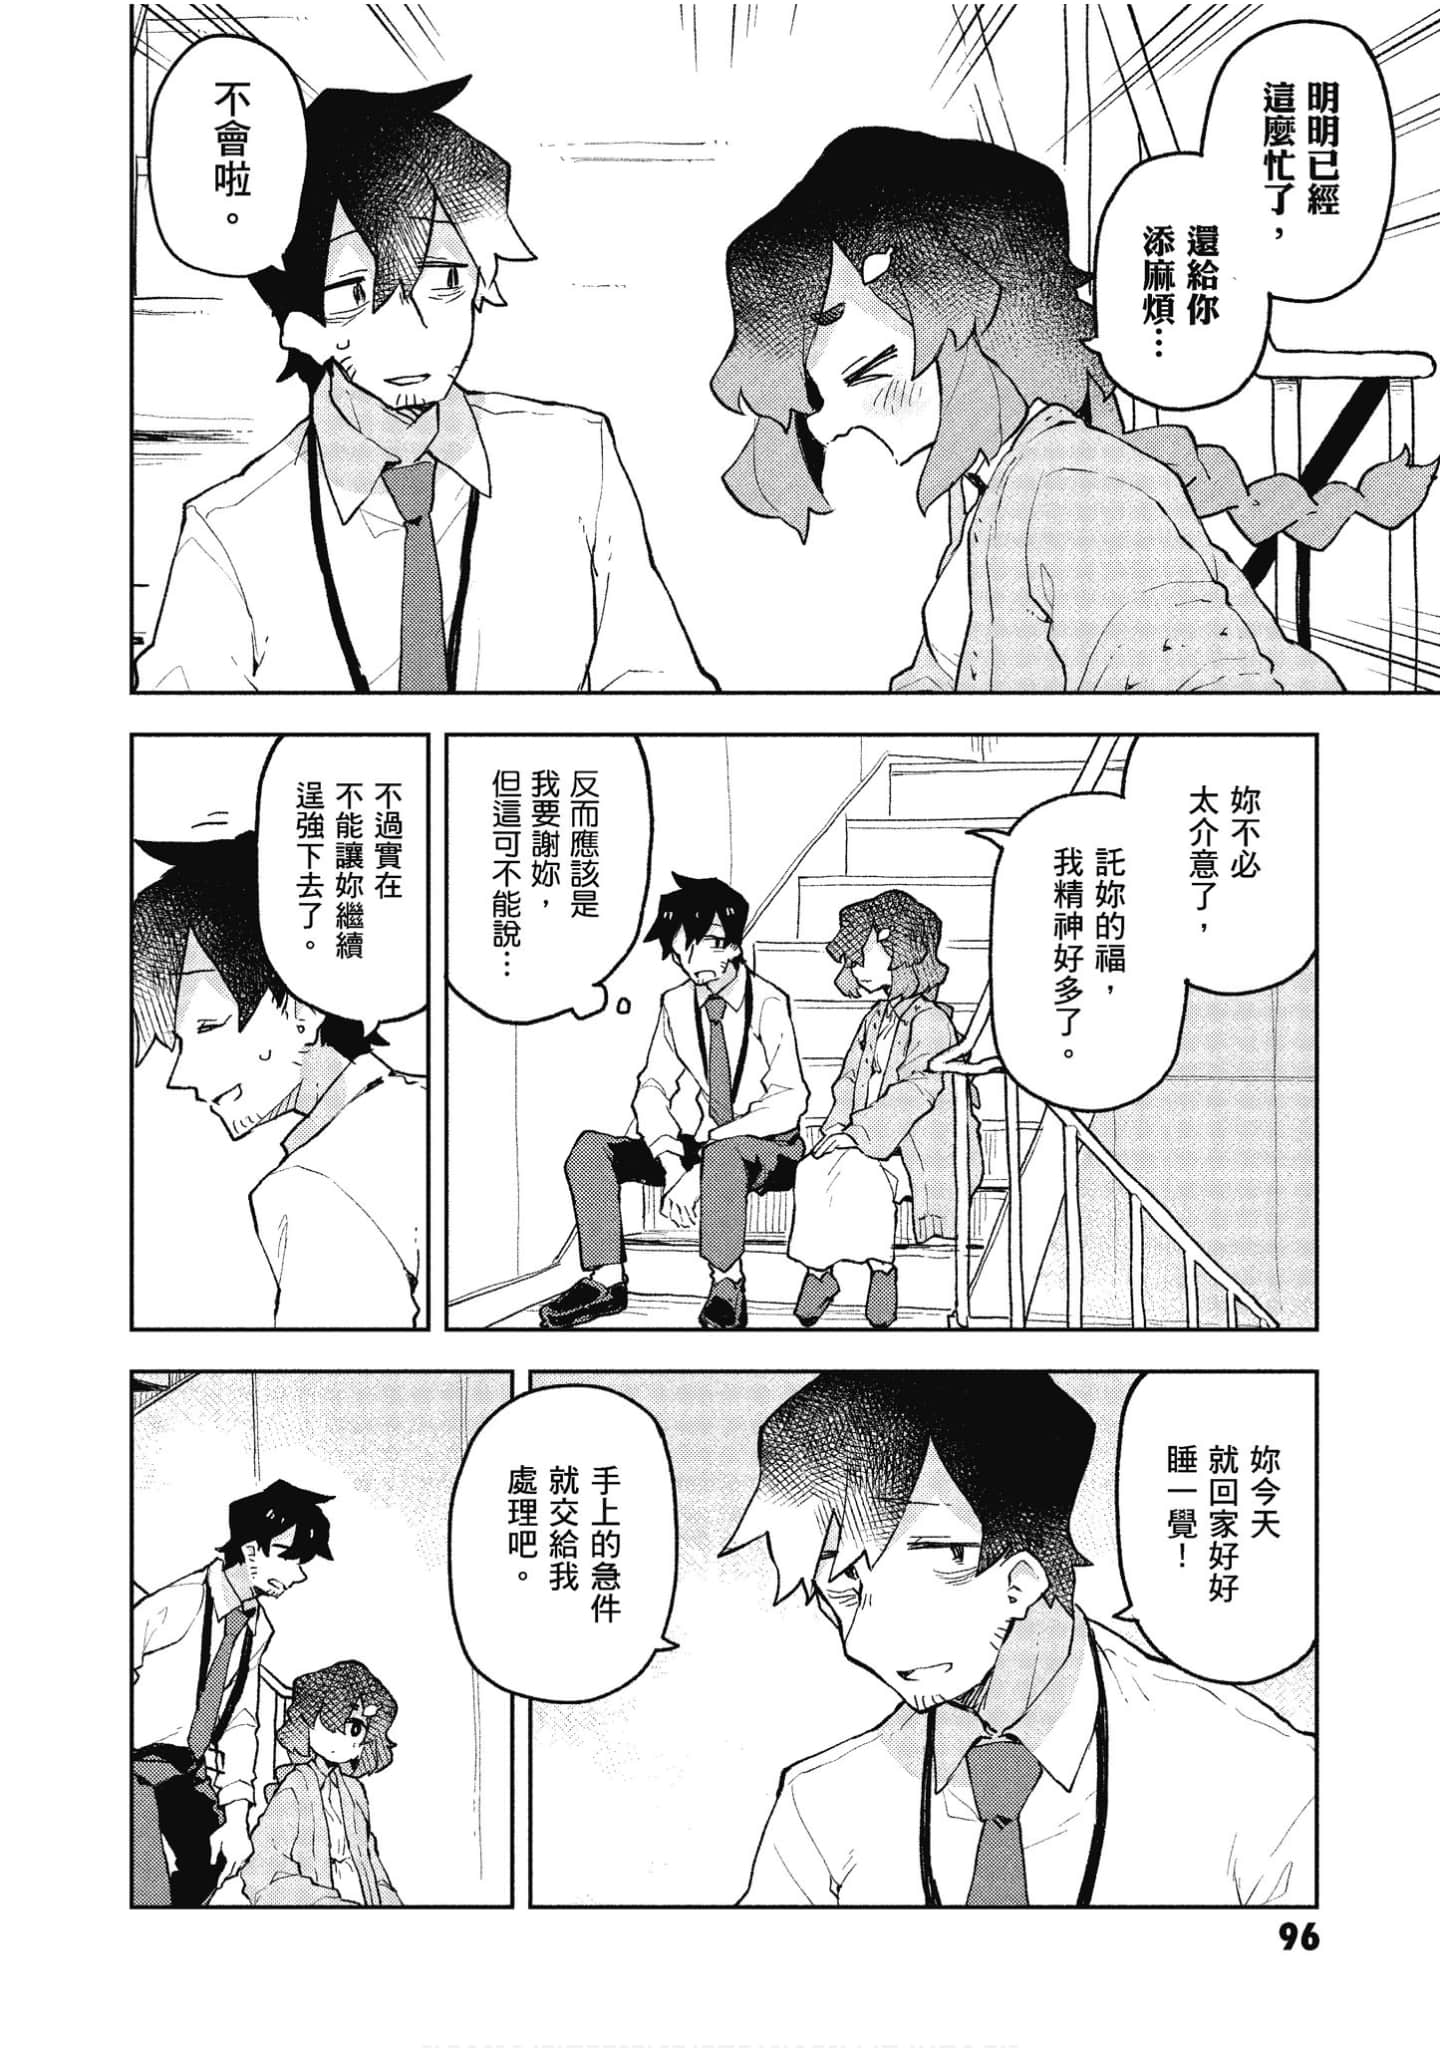 明明已經
這麼忙了，
還給你
添麻煩…
不會啦。
妳不必
太介意了，
託妳的福，
我精神好多了。
反而應該是
我要謝妳，
但這可不能說…
不過實在
不能讓妳繼續
逞強下去了。
妳今天
就回家好好
睡一覺！
手上的急件
就交給我
處理吧。
96